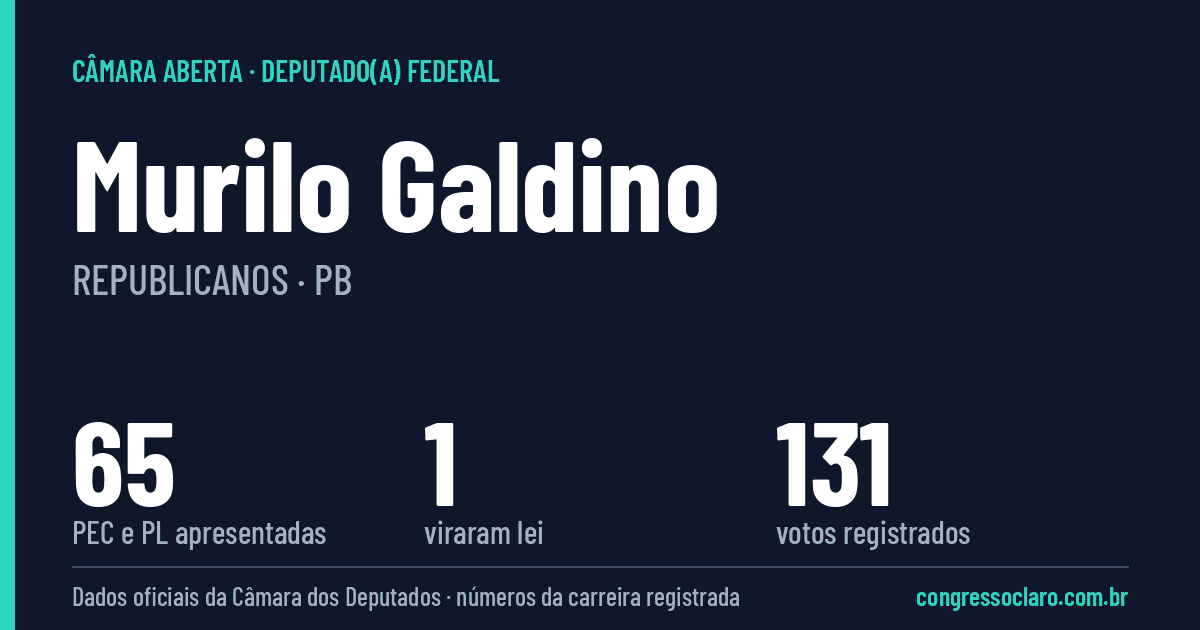 CÂMARA ABERTA · DEPUTADO(A) FEDERAL
Murilo Galdino
REPUBLICANOS · PB
65 1 131
PEC e PL apresentadas viraram lei votos registrados
Dados oficiais da Câmara dos Deputados · números da carreira registrada congressoclaro.com.br